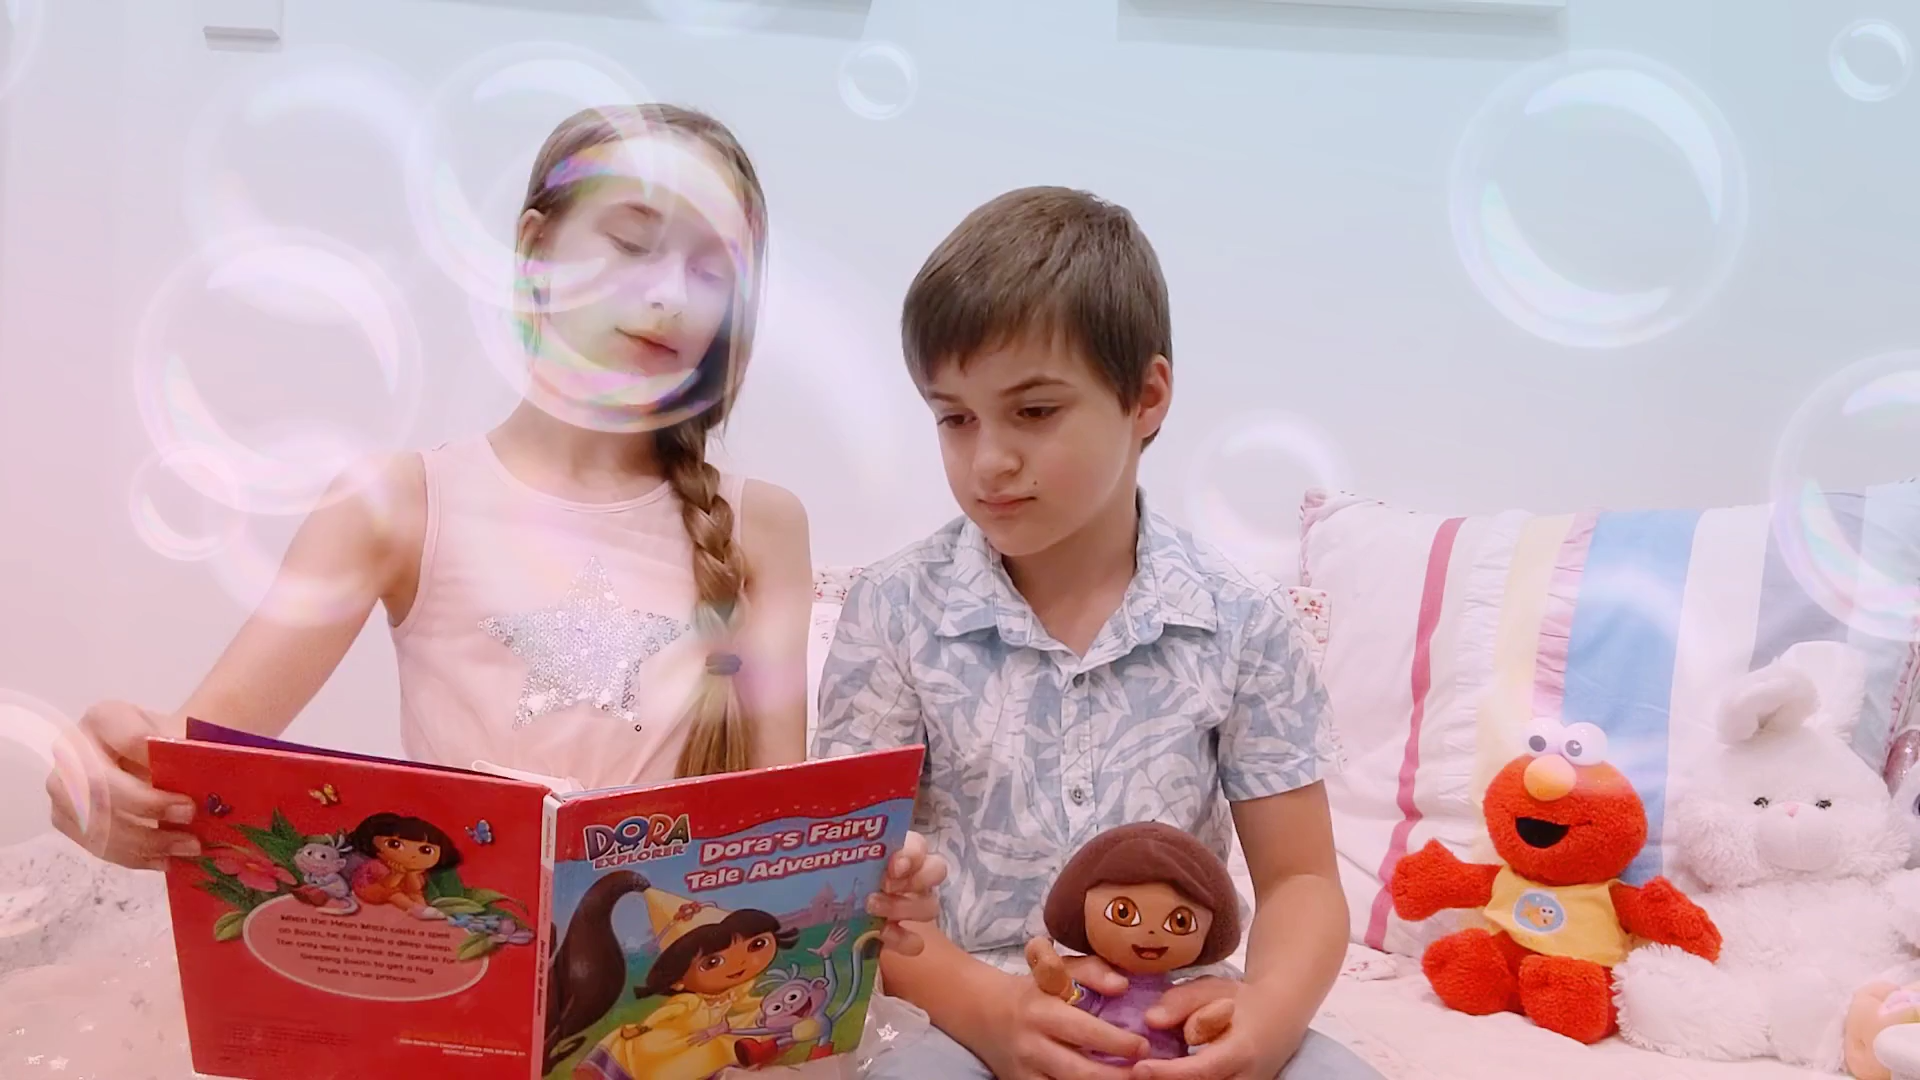 When the Mean Witch casts a spell
on Boots, he falls into a deep sleep.
The only way to break the spell is for
Sleeping Boots to get a hug
from a true princess.
DORA
the EXPLORER
Dora's Fairy
Tale Adventure